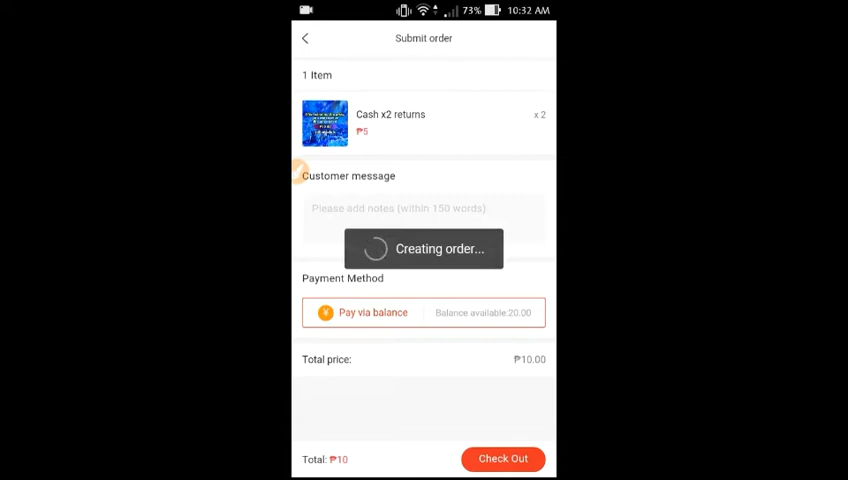 73% 10:32 AM
Submit order
1 Item
Cash x2 returns x 2
₱5
Customer message
Please add notes (within 150 words)
Creating order...
Payment Method
¥ Pay via balance Balance available:20.00
Total price: ₱10.00
Total: ₱10 Check Out